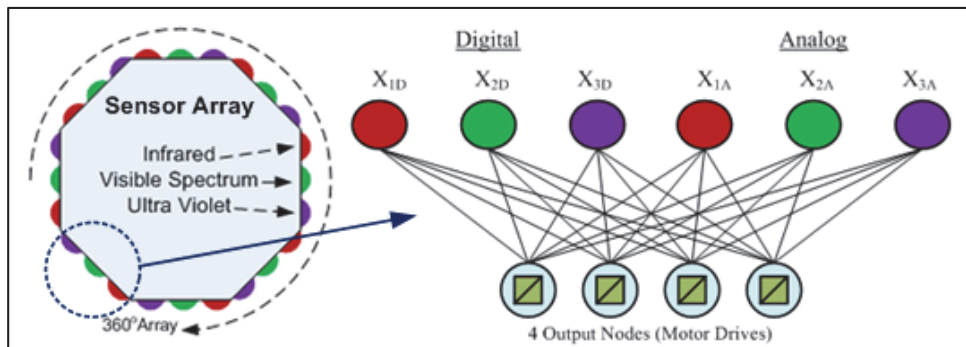 Sensor Array
Infrared
Visible Spectrum
Ultra Violet
360°Array
Digital Analog
X1D X2D X3D X1A X2A X3A
4 Output Nodes (Motor Drives)